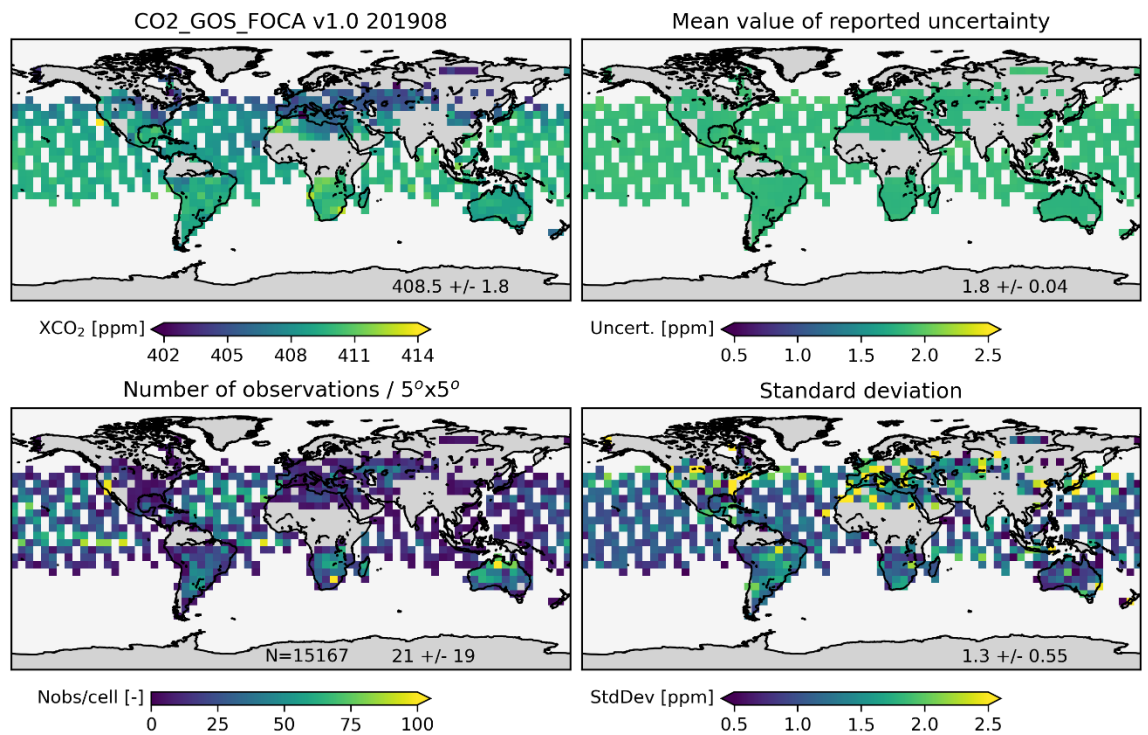 CO2_GOS_FOCA v1.0 201908
Mean value of reported uncertainty
408.5 +/- 1.8
1.8 +/- 0.04
XCO₂ [ppm]
402 405 408 411 414
Uncert. [ppm]
0.5 1.0 1.5 2.0 2.5
Number of observations / 5ºx5º
Standard deviation
N=15167 21 +/- 19
1.3 +/- 0.55
Nobs/cell [-]
0 25 50 75 100
StdDev [ppm]
0.5 1.0 1.5 2.0 2.5